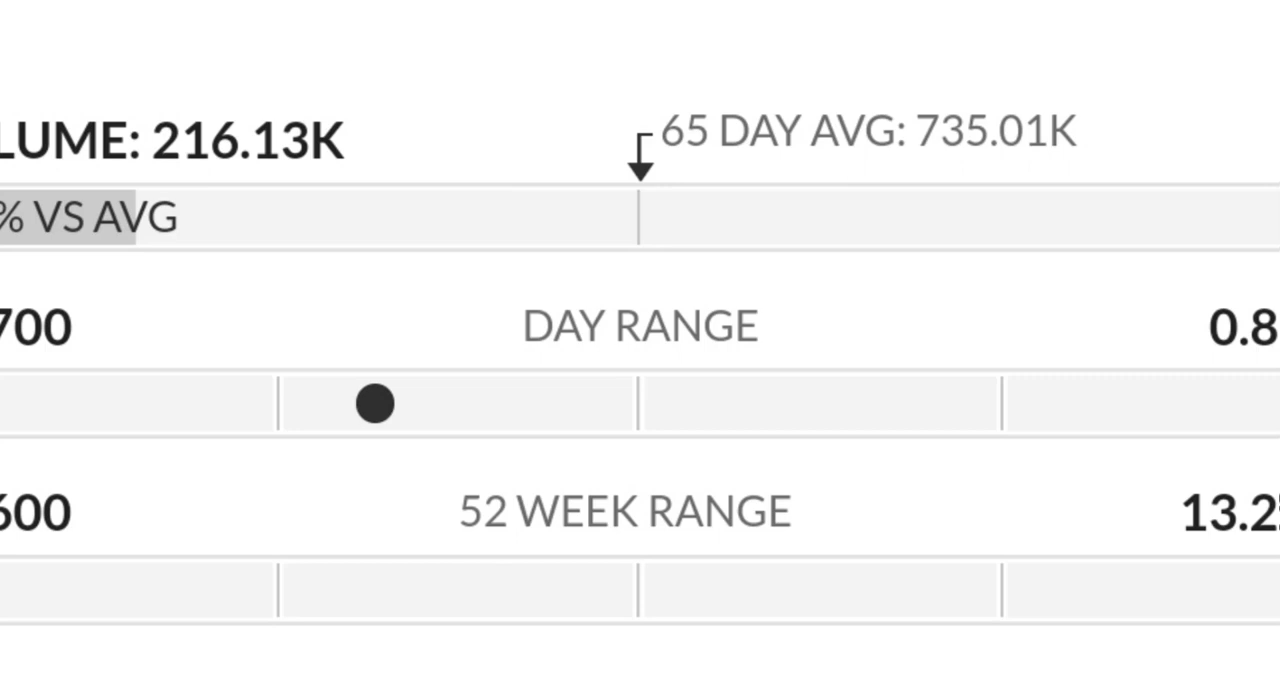 LUME: 216.13K
65 DAY AVG: 735.01K
% VS AVG
700 DAY RANGE 0.8
600 52 WEEK RANGE 13.2